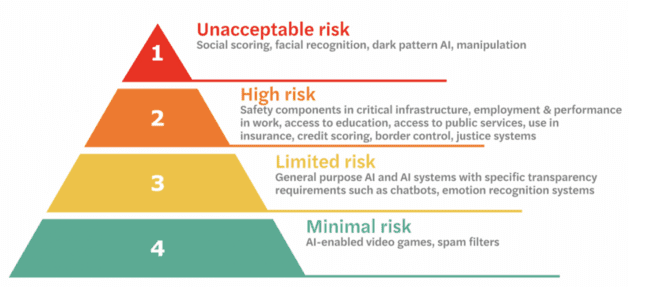 1
Unacceptable risk
Social scoring, facial recognition, dark pattern AI, manipulation
2
High risk
Safety components in critical infrastructure, employment & performance
in work, access to education, access to public services, use in
insurance, credit scoring, border control, justice systems
3
Limited risk
General purpose AI and AI systems with specific transparency
requirements such as chatbots, emotion recognition systems
4
Minimal risk
AI-enabled video games, spam filters